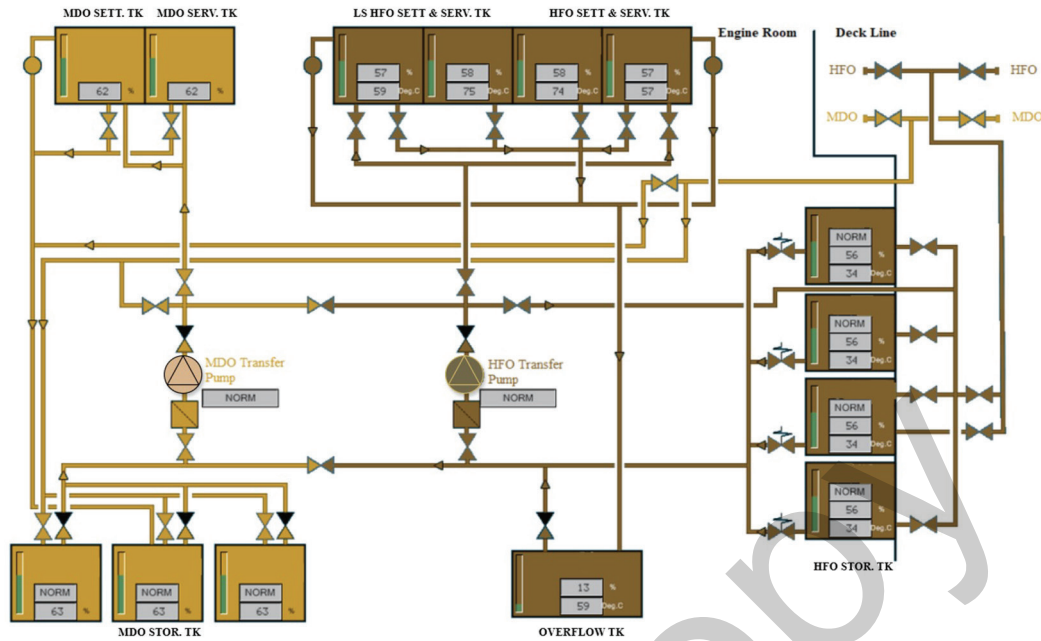 MDO SETT. TK MDO SERV. TK
LS HFO SETT & SERV. TK
HFO SETT & SERV. TK
Engine Room
Deck Line
HFO
HFO
MDO
MDO
62 %
62 %
57 %
59 Deg.C
58 %
75 Deg.C
58 %
74 Deg.C
57 %
57 Deg.C
NORM
56 %
34 Deg.C
NORM
56 %
34 Deg.C
NORM
56 %
34 Deg.C
NORM
56 %
34 Deg.C
HFO STOR. TK
MDO Transfer
Pump
NORM
HFO Transfer
Pump
NORM
NORM
63 %
NORM
63 %
NORM
63 %
MDO STOR. TK
13 %
59 Deg.C
OVERFLOW TK